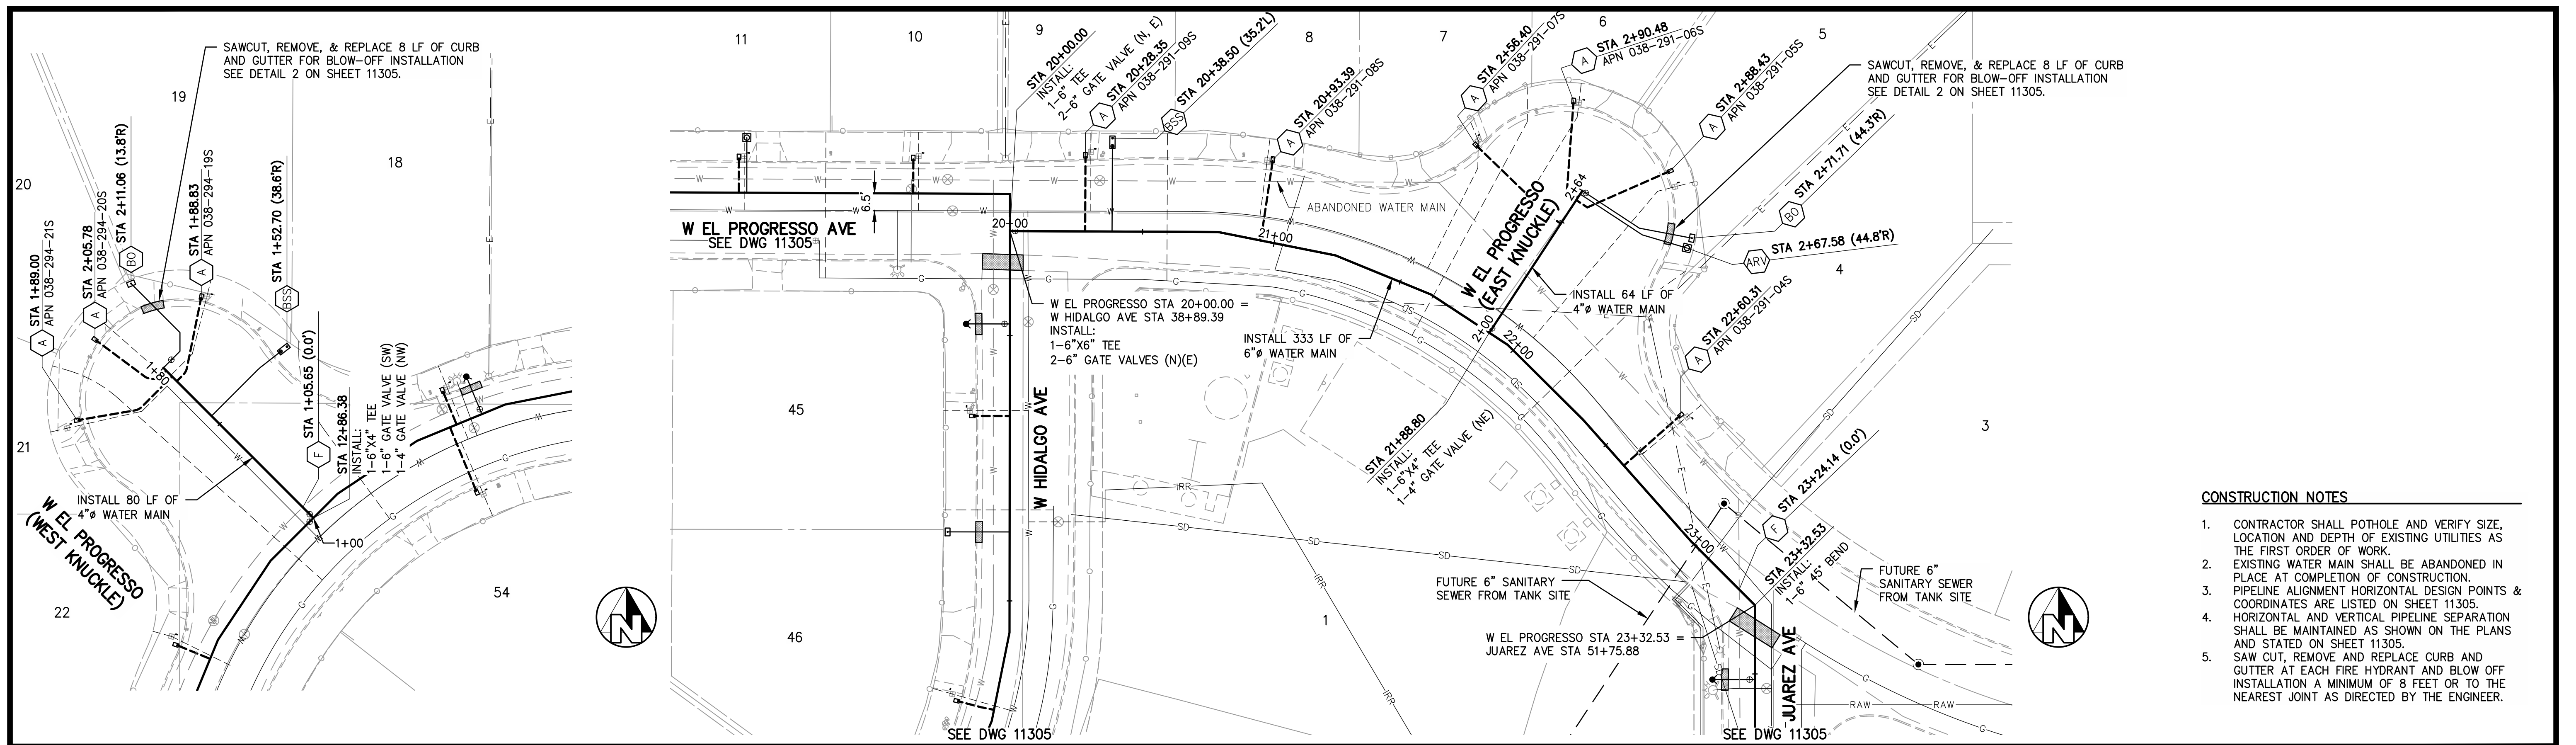 SAWCUT, REMOVE, & REPLACE 8 LF OF CURB
AND GUTTER FOR BLOW-OFF INSTALLATION
SEE DETAIL 2 ON SHEET 11305.
19
18
20
21
22
54
STA 1+89.00
APN 038-294-21S
A
STA 2+05.78
APN 038-294-20S
A
STA 2+11.06 (13.8'R)
BO
STA 1+88.83
APN 038-294-19S
A
STA 1+52.70 (38.6'R)
BSS
STA 1+05.65 (0.0')
F
STA 12+86.38
INSTALL:
1-6"X4" TEE
1-6" GATE VALVE (SW)
1-4" GATE VALVE (NW)
1+80
INSTALL 80 LF OF
4"ø WATER MAIN
1+00
W EL PROGRESSO
(WEST KNUCKLE)
N
11
10
9
8
7
6
5
4
3
STA 20+00.00
INSTALL:
1-6" TEE
2-6" GATE VALVE (N, E)
STA 20+28.35
APN 038-291-09S
A
STA 20+38.50 (35.2'L)
BSS
STA 20+93.39
APN 038-291-08S
A
STA 2+56.40
APN 038-291-07S
A
STA 2+90.48
APN 038-291-06S
A
STA 2+88.43
APN 038-291-05S
A
SAWCUT, REMOVE, & REPLACE 8 LF OF CURB
AND GUTTER FOR BLOW-OFF INSTALLATION
SEE DETAIL 2 ON SHEET 11305.
STA 2+71.71 (44.3'R)
BO
STA 2+67.58 (44.8'R)
ARV
6.5'
W EL PROGRESSO AVE
SEE DWG 11305
20+00
21+00
ABANDONED WATER MAIN
2+64
W EL PROGRESSO
(EAST KNUCKLE)
INSTALL 64 LF OF
4"ø WATER MAIN
2+00
22+00
W EL PROGRESSO STA 20+00.00 =
W HIDALGO AVE STA 38+89.39
INSTALL:
1-6"X6" TEE
2-6" GATE VALVES (N)(E)
INSTALL 333 LF OF
6"ø WATER MAIN
STA 22+60.31
APN 038-291-04S
A
W HIDALGO AVE
45
46
1
STA 21+88.80
INSTALL:
1-6"X4" TEE
1-4" GATE VALVE (NE)
23+00
STA 23+24.14 (0.0')
F
STA 23+32.53
INSTALL:
1-6" 45° BEND
FUTURE 6"
SANITARY SEWER
FROM TANK SITE
FUTURE 6" SANITARY
SEWER FROM TANK SITE
W EL PROGRESSO STA 23+32.53 =
JUAREZ AVE STA 51+75.88
JUAREZ AVE
IRR
IRR
IRR
SD
SD
SD
SD
RAW
RAW
SEE DWG 11305
SEE DWG 11305
N
CONSTRUCTION NOTES
1. CONTRACTOR SHALL POTHOLE AND VERIFY SIZE,
LOCATION AND DEPTH OF EXISTING UTILITIES AS
THE FIRST ORDER OF WORK.
2. EXISTING WATER MAIN SHALL BE ABANDONED IN
PLACE AT COMPLETION OF CONSTRUCTION.
3. PIPELINE ALIGNMENT HORIZONTAL DESIGN POINTS &
COORDINATES ARE LISTED ON SHEET 11305.
4. HORIZONTAL AND VERTICAL PIPELINE SEPARATION
SHALL BE MAINTAINED AS SHOWN ON THE PLANS
AND STATED ON SHEET 11305.
5. SAW CUT, REMOVE AND REPLACE CURB AND
GUTTER AT EACH FIRE HYDRANT AND BLOW OFF
INSTALLATION A MINIMUM OF 8 FEET OR TO THE
NEAREST JOINT AS DIRECTED BY THE ENGINEER.